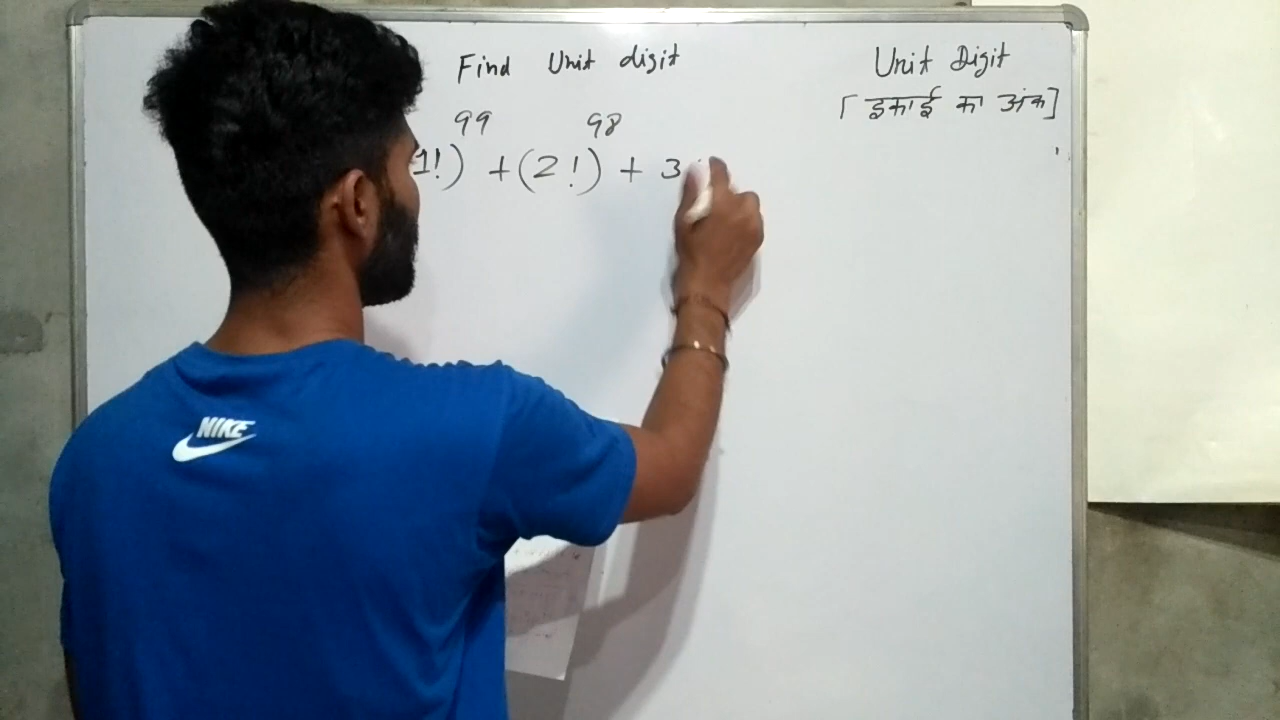 Find Unit digit
Unit Digit
[ इकाई का अंक ]
99 98
1!) + (2!) + 3
NIKE